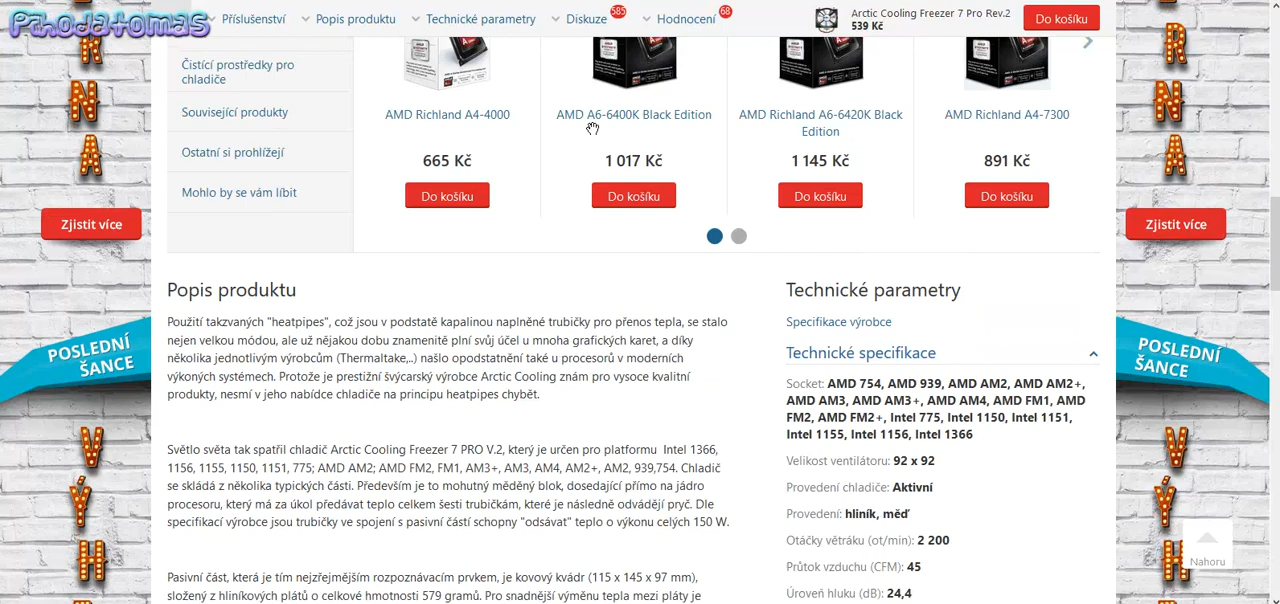 Phodatomas
Příslušenství
Popis produktu
Technické parametry
Diskuze
585
Hodnocení
68
Arctic Cooling Freezer 7 Pro Rev.2
539 Kč
Do košíku
Čistící prostředky pro
chladiče
Související produkty
Ostatní si prohlížejí
Mohlo by se vám líbit
AMD Richland A4-4000
AMD A6-6400K Black Edition
AMD Richland A6-6420K Black
Edition
AMD Richland A4-7300
665 Kč
1 017 Kč
1 145 Kč
891 Kč
Do košíku
Do košíku
Do košíku
Do košíku
R
N
A
Zjistit více
POSLEDNÍ
ŠANCE
V
Ý
H
R
N
A
Zjistit více
POSLEDNÍ
ŠANCE
V
Ý
H
Popis produktu
Použití takzvaných "heatpipes", což jsou v podstatě kapalinou naplněné trubičky pro přenos tepla, se stalo
nejen velkou módou, ale už nějakou dobu znamenitě plní svůj účel u mnoha grafických karet, a díky
několika jednotlivým výrobcům (Thermaltake,..) našlo opodstatnění také u procesorů v moderních
výkoných systémech. Protože je prestižní švýcarský výrobce Arctic Cooling znám pro vysoce kvalitní
produkty, nesmí v jeho nabídce chladiče na principu heatpipes chybět.
Světlo světa tak spatřil chladič Arctic Cooling Freezer 7 PRO V.2, který je určen pro platformu Intel 1366,
1156, 1155, 1150, 1151, 775; AMD AM2; AMD FM2, FM1, AM3+, AM3, AM4, AM2+, AM2, 939,754. Chladič
se skládá z několika typických částí. Především je to mohutný měděný blok, dosedající přímo na jádro
procesoru, který má za úkol předávat teplo celkem šesti trubičkám, které je následně odvádějí pryč. Dle
specifikací výrobce jsou trubičky ve spojení s pasivní částí schopny "odsávat" teplo o výkonu celých 150 W.
Pasivní část, která je tím nejzřejmějším rozpoznávacím prvkem, je kovový kvádr (115 x 145 x 97 mm),
složený z hliníkových plátů o celkové hmotnosti 579 gramů. Pro snadnější výměnu tepla mezi pláty je
Technické parametry
Specifikace výrobce
Technické specifikace
Socket: AMD 754, AMD 939, AMD AM2, AMD AM2+,
AMD AM3, AMD AM3+, AMD AM4, AMD FM1, AMD
FM2, AMD FM2+, Intel 775, Intel 1150, Intel 1151,
Intel 1155, Intel 1156, Intel 1366
Velikost ventilátoru: 92 x 92
Provedení chladiče: Aktivní
Provedení: hliník, měď
Otáčky větráku (ot/min): 2 200
Průtok vzduchu (CFM): 45
Úroveň hluku (dB): 24,4
Nahoru